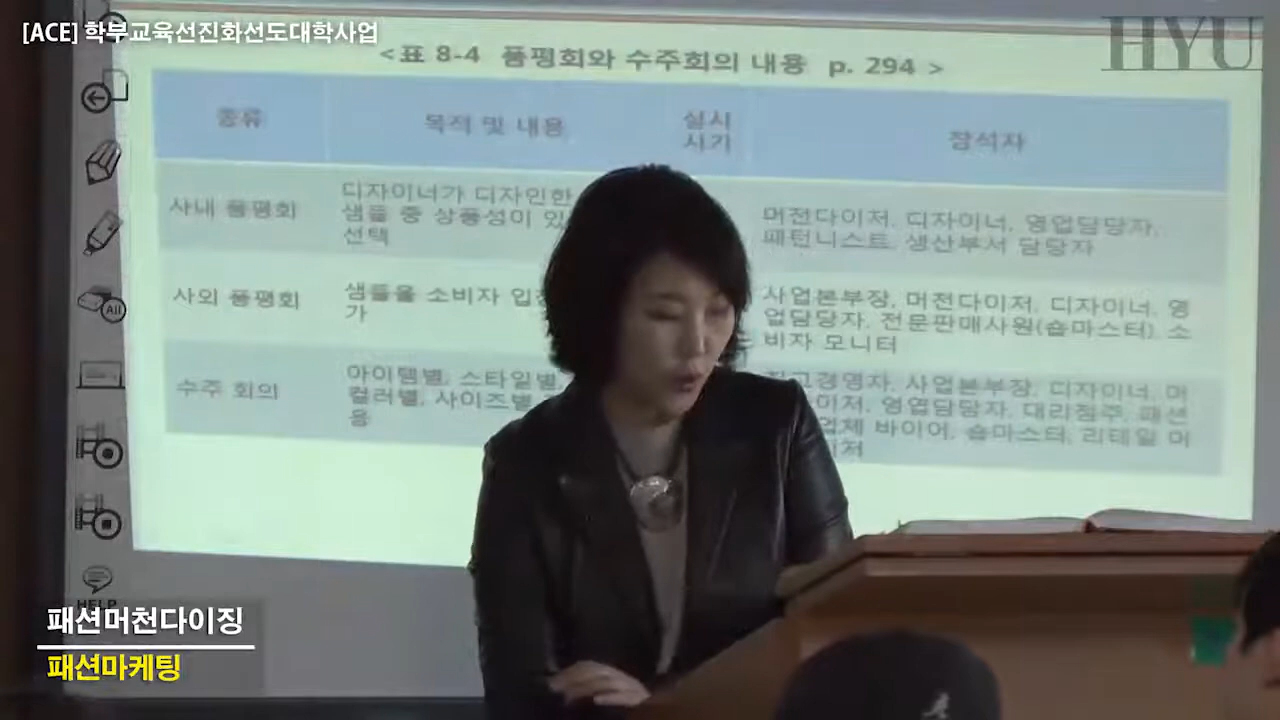 [ACE] 학부교육선진화선도대학사업
HYU
<표 8-4 품평회와 수주회의 내용 p. 294 >
종류
목적 및 내용
실시
시기
참석자
사내 품평회
디자이너가 디자인한
샘플 중 상품성이 있
선택
머천다이저, 디자이너, 영업담당자,
패턴니스트, 생산부서 담당자
사외 품평회
샘플을 소비자 입
가
사업본부장, 머천다이저, 디자이너, 영
업담당자, 전문판매사원(숍마스터), 소
비자 모니터
수주 회의
아이템별, 스타일별
컬러별, 사이즈별
용
고경영자, 사업본부장, 디자이너, 머
이저, 영업담당자, 대리점주, 패션
업체 바이어, 숍마스터, 리테일 머
이저
All
HELP
패션머천다이징
패션마케팅